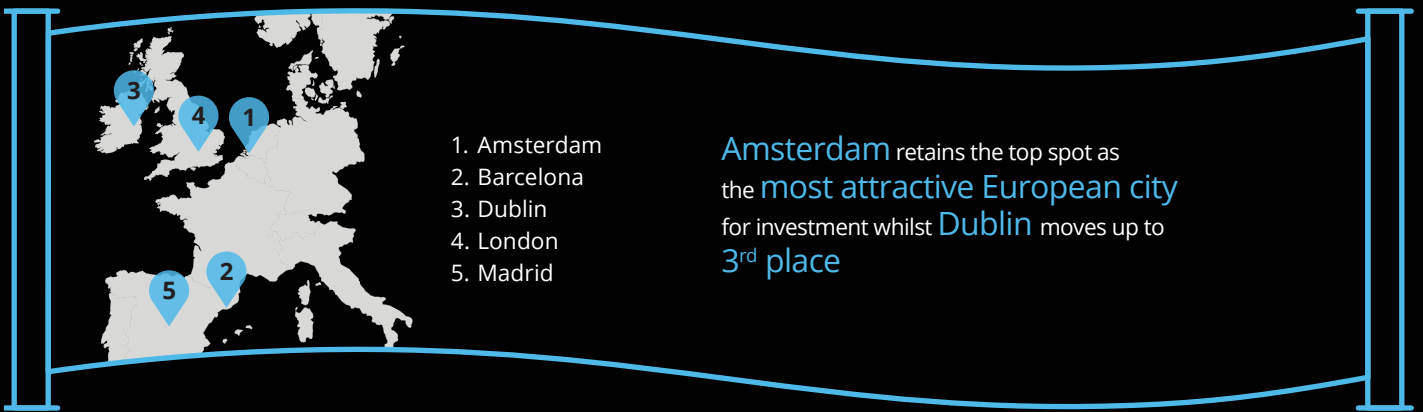 3
4
1
2
5
1. Amsterdam
2. Barcelona
3. Dublin
4. London
5. Madrid
Amsterdam retains the top spot as
the most attractive European city
for investment whilst Dublin moves up to
3rd place